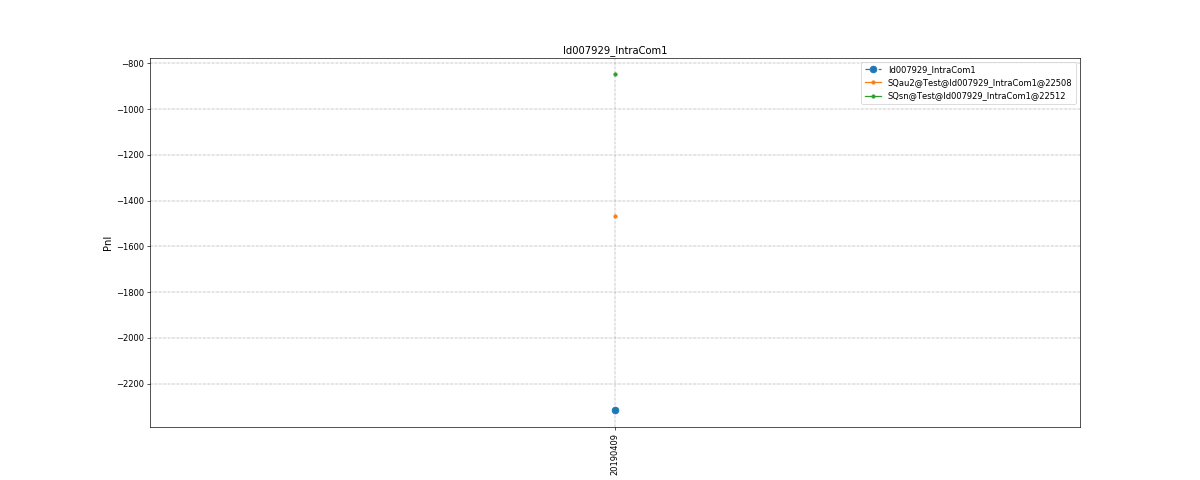 Id007929_IntraCom1
Id007929_IntraCom1
SQau2@Test@Id007929_IntraCom1@22508
SQsn@Test@Id007929_IntraCom1@22512
−800
−1000
−1200
−1400
−1600
−1800
−2000
−2200
Pnl
20190409